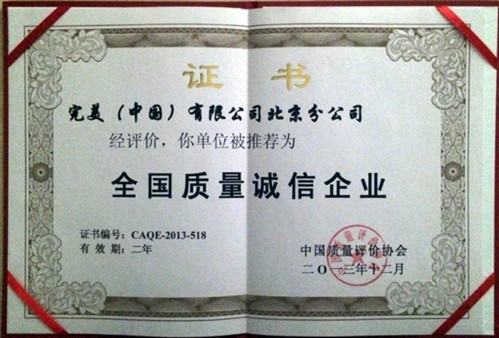 证书
完美（中国）有限公司北京分公司
经评价，你单位被推荐为
全国质量诚信企业
证书编号：CAQE-2013-518
有 效 期：二年
中国质量评价协会
二〇一三年十二月